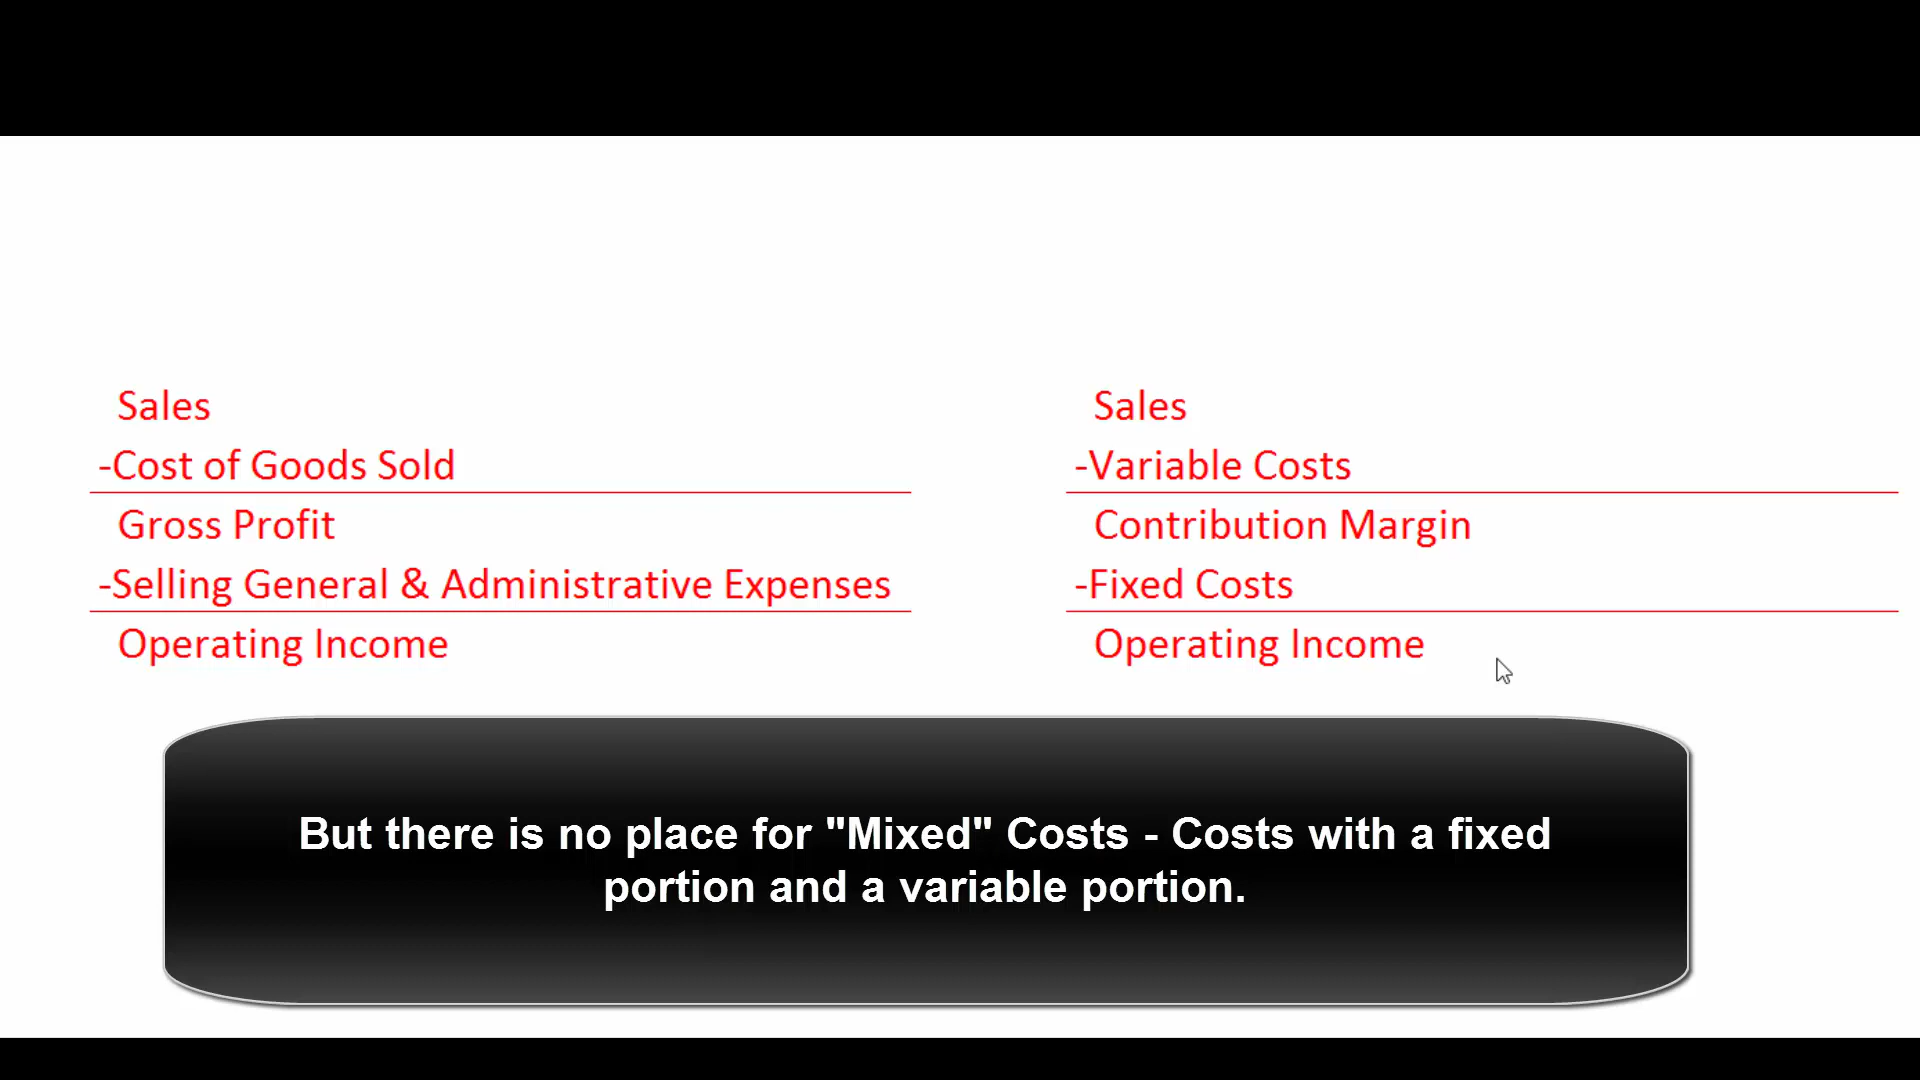 Sales
-Cost of Goods Sold
Gross Profit
-Selling General & Administrative Expenses
Operating Income
Sales
-Variable Costs
Contribution Margin
-Fixed Costs
Operating Income
But there is no place for "Mixed" Costs - Costs with a fixed
portion and a variable portion.